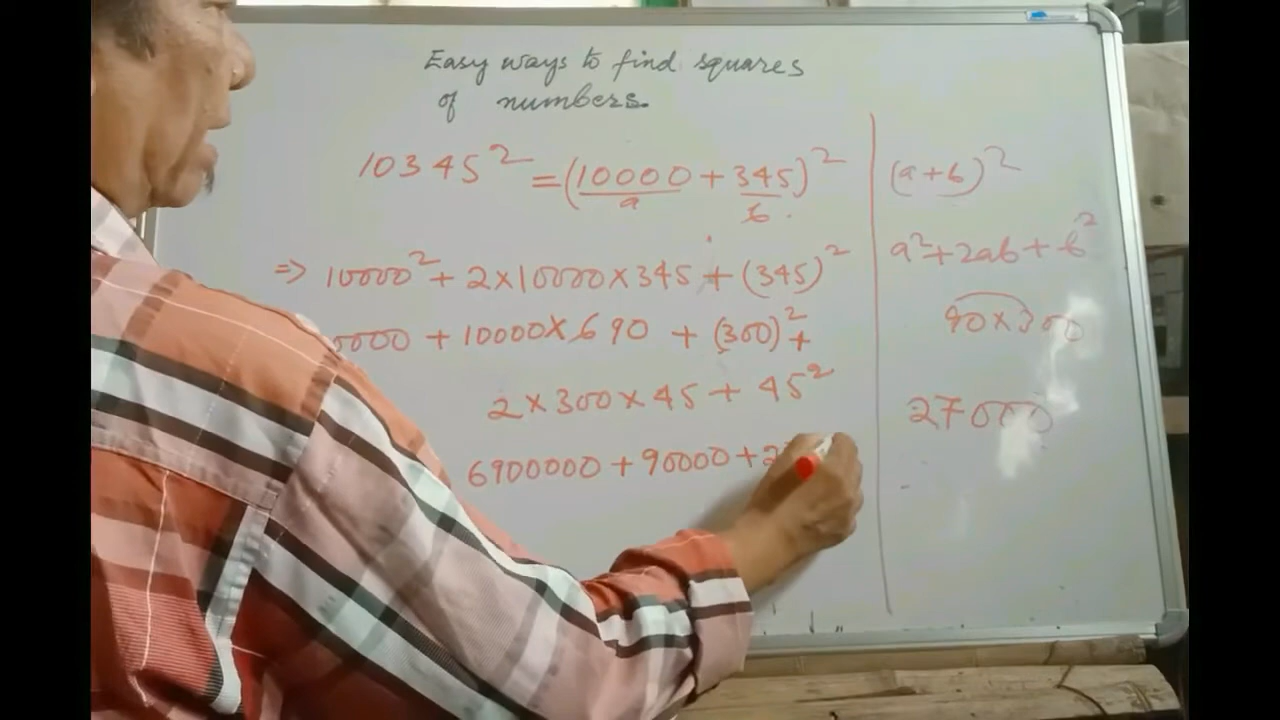 Easy ways to find squares
of numbers.
10345² = (10000 + 345)²
a b
⇒ 10000² + 2×10000×345 + (345)²
0000 + 10000×690 + (300)² +
2×300×45 + 45²
6900000 + 90000 + 2
(a+b)²
a²+2ab+b²
90×300
27000